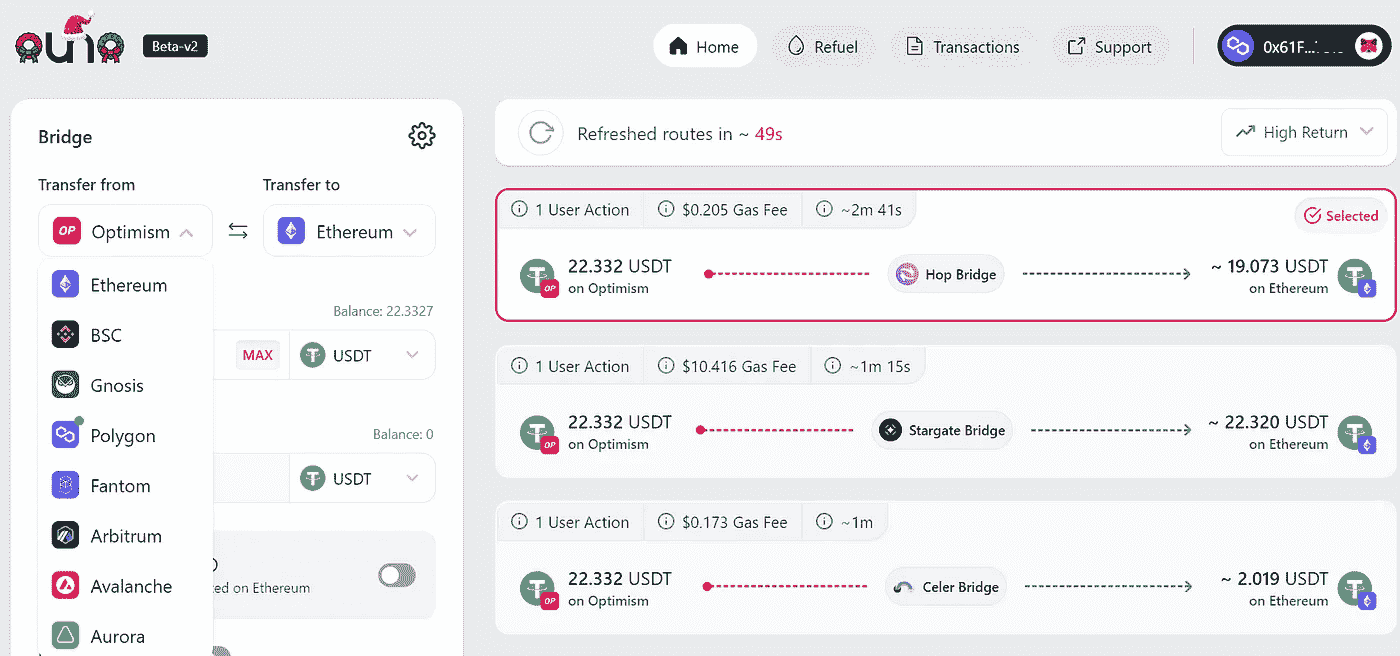 auno Beta-v2
Home Refuel Transactions Support
Bridge
Transfer from Transfer to
OP Optimism Ethereum
Ethereum
BSC
Gnosis
Polygon
Fantom
Arbitrum
Avalanche
Aurora
Balance: 22.3327
MAX USDT
Balance: 0
USDT
on Ethereum
Refreshed routes in ~ 49s
High Return
1 User Action $0.205 Gas Fee ~2m 41s Selected
22.332 USDT Hop Bridge ~ 19.073 USDT
OP on Optimism on Ethereum
1 User Action $10.416 Gas Fee ~1m 15s
22.332 USDT Stargate Bridge ~ 22.320 USDT
OP on Optimism on Ethereum
1 User Action $0.173 Gas Fee ~1m
22.332 USDT Celer Bridge ~ 2.019 USDT
OP on Optimism on Ethereum